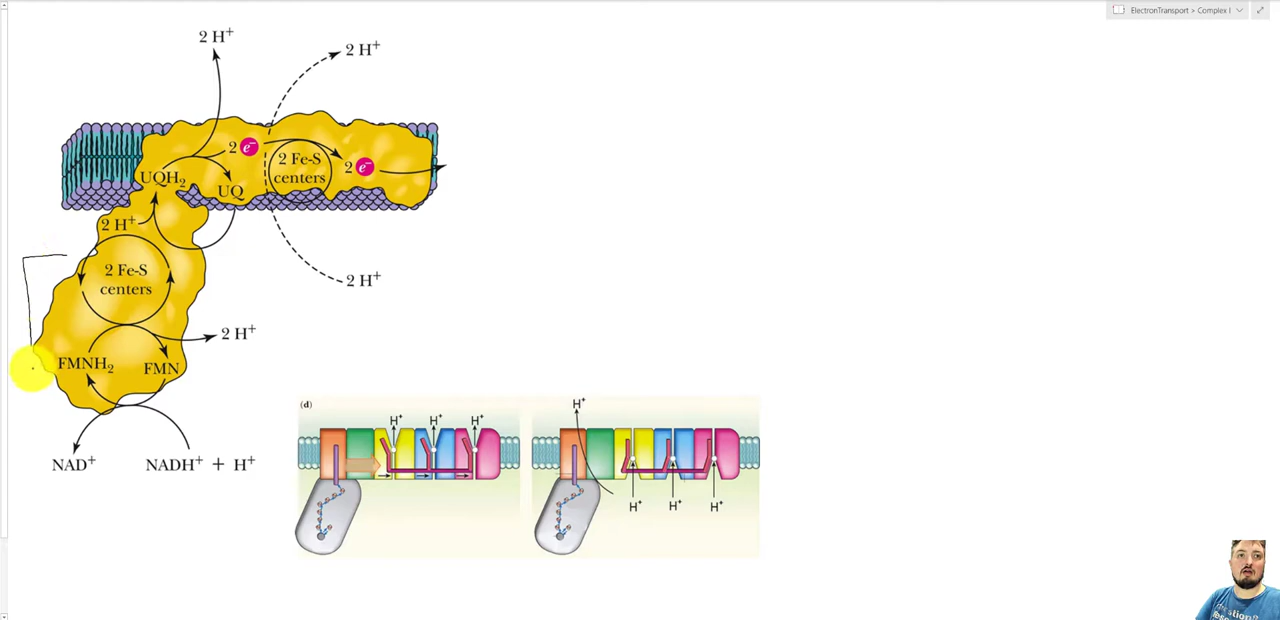 ElectronTransport > Complex I
2 H+
2 H+
2 e−
2 Fe-S
centers
2 e−
UQH2
UQ
2 H+
2 Fe-S
centers
2 H+
2 H+
FMNH2
FMN
NAD+
NADH+ + H+
(d)
H+
H+
H+
H+
H+
H+
H+